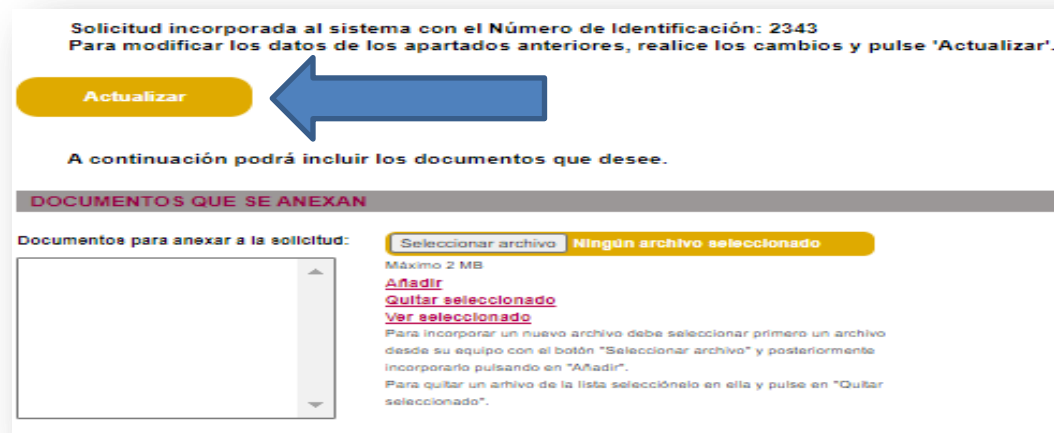 Solicitud incorporada al sistema con el Número de Identificación: 2343
Para modificar los datos de los apartados anteriores, realice los cambios y pulse 'Actualizar'.
Actualizar
A continuación podrá incluir los documentos que desee.
DOCUMENTOS QUE SE ANEXAN
Documentos para anexar a la solicitud:
Seleccionar archivo Ningún archivo seleccionado
Máximo 2 MB
Añadir
Quitar seleccionado
Ver seleccionado
Para incorporar un nuevo archivo debe seleccionar primero un archivo
desde su equipo con el botón "Seleccionar archivo" y posteriormente
incorporarlo pulsando en "Añadir".
Para quitar un arhivo de la lista selecciónelo en ella y pulse en "Quitar
seleccionado".